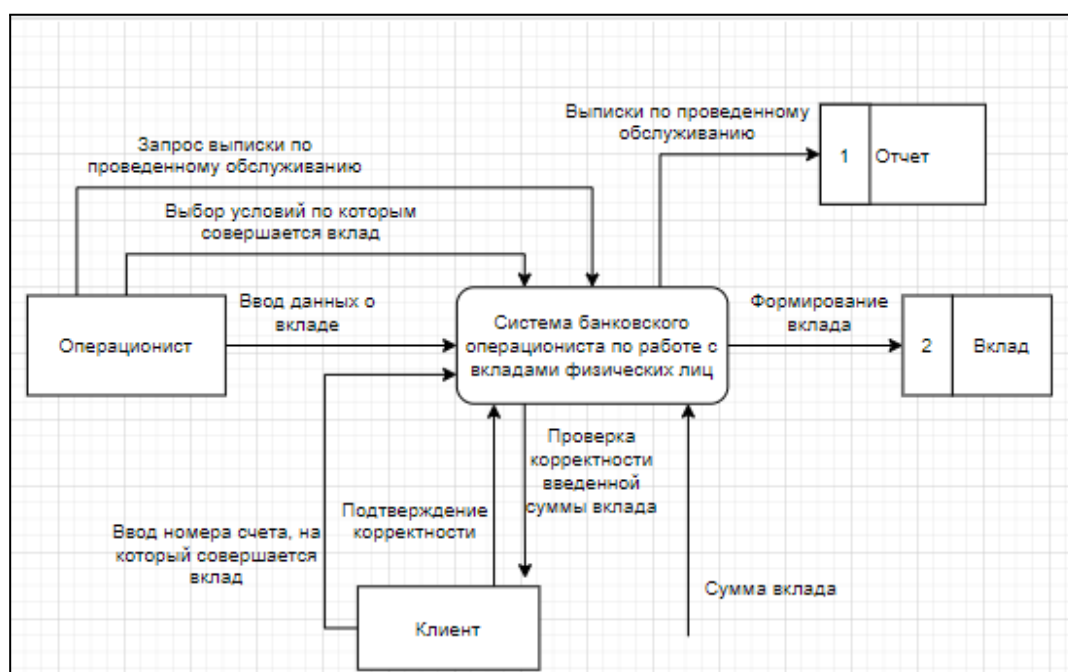 Выписки по проведенному
обслуживанию
1
Отчет
Запрос выписки по
проведенному обслуживанию
Выбор условий по которым
совершается вклад
Ввод данных о
вкладе
Операционист
Система банковского
операциониста по работе с
вкладами физических лиц
Формирование
вклада
2
Вклад
Проверка
корректности
введенной
суммы вклада
Подтверждение
корректности
Ввод номера счета, на
который совершается
вклад
Сумма вклада
Клиент